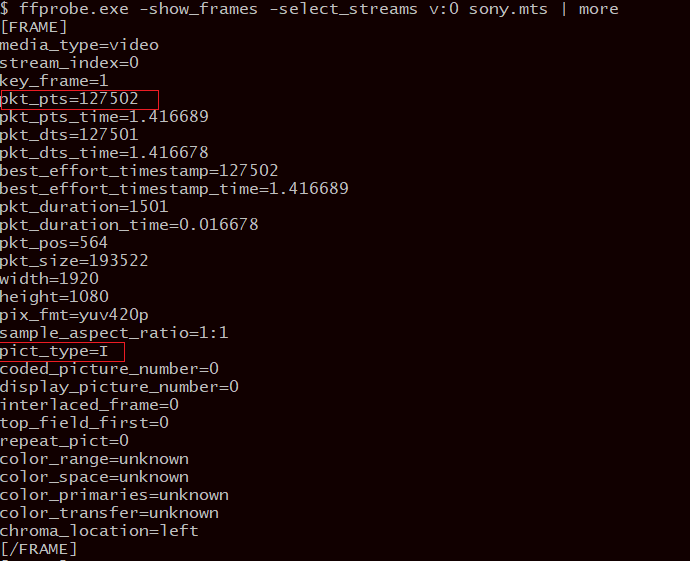 $ ffprobe.exe -show_frames -select_streams v:0 sony.mts | more
[FRAME]
media_type=video
stream_index=0
key_frame=1
pkt_pts=127502
pkt_pts_time=1.416689
pkt_dts=127501
pkt_dts_time=1.416678
best_effort_timestamp=127502
best_effort_timestamp_time=1.416689
pkt_duration=1501
pkt_duration_time=0.016678
pkt_pos=564
pkt_size=193522
width=1920
height=1080
pix_fmt=yuv420p
sample_aspect_ratio=1:1
pict_type=I
coded_picture_number=0
display_picture_number=0
interlaced_frame=0
top_field_first=0
repeat_pict=0
color_range=unknown
color_space=unknown
color_primaries=unknown
color_transfer=unknown
chroma_location=left
[/FRAME]